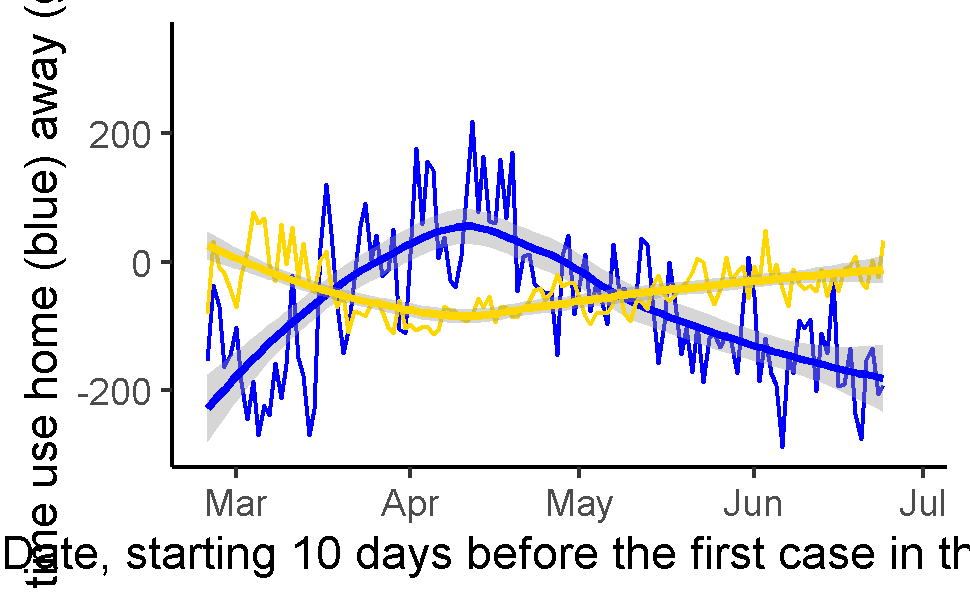 time use home (blue) away (
200
0
-200
Mar Apr May Jun Jul
Date, starting 10 days before the first case in th